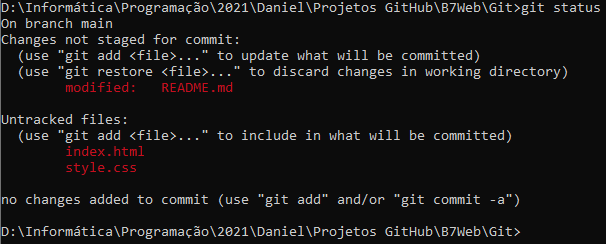 D:\Informática\Programação\2021\Daniel\Projetos GitHub\B7Web\Git>git status
On branch main
Changes not staged for commit:
  (use "git add <file>..." to update what will be committed)
  (use "git restore <file>..." to discard changes in working directory)
        modified:   README.md

Untracked files:
  (use "git add <file>..." to include in what will be committed)
        index.html
        style.css

no changes added to commit (use "git add" and/or "git commit -a")

D:\Informática\Programação\2021\Daniel\Projetos GitHub\B7Web\Git>